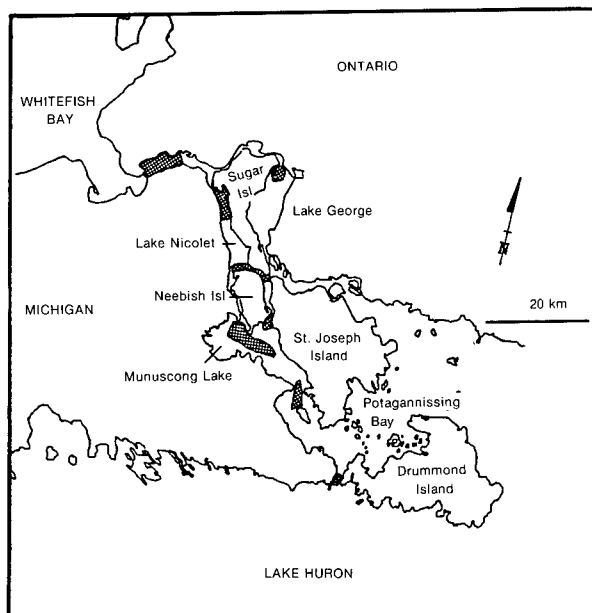 ONTARIO
WHITEFISH
BAY
Sugar
Isl
Lake George
Lake Nicolet
N
Neebish Isl
20 km
MICHIGAN
St. Joseph
Island
Munuscong Lake
Potagannissing
Bay
Drummond
Island
LAKE HURON